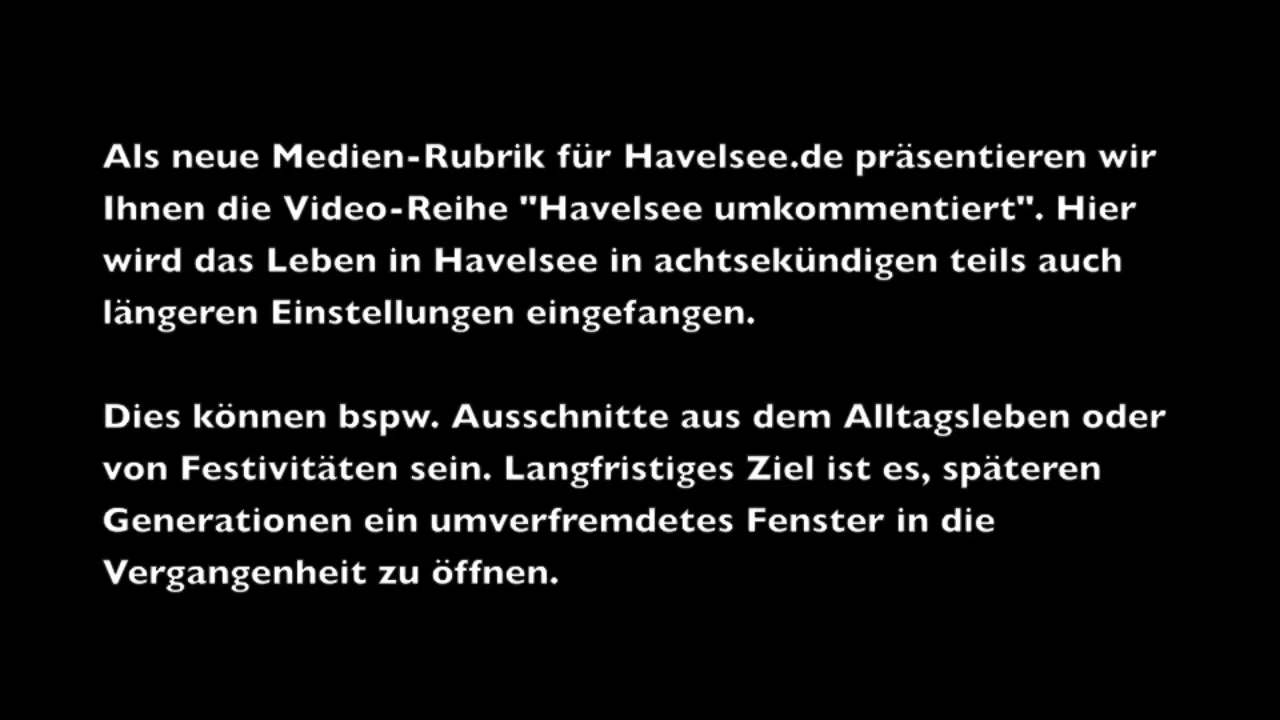 Als neue Medien-Rubrik für Havelsee.de präsentieren wir
Ihnen die Video-Reihe "Havelsee umkommentiert". Hier
wird das Leben in Havelsee in achtsekündigen teils auch
längeren Einstellungen eingefangen.
Dies können bspw. Ausschnitte aus dem Alltagsleben oder
von Festivitäten sein. Langfristiges Ziel ist es, späteren
Generationen ein umverfremdetes Fenster in die
Vergangenheit zu öffnen.